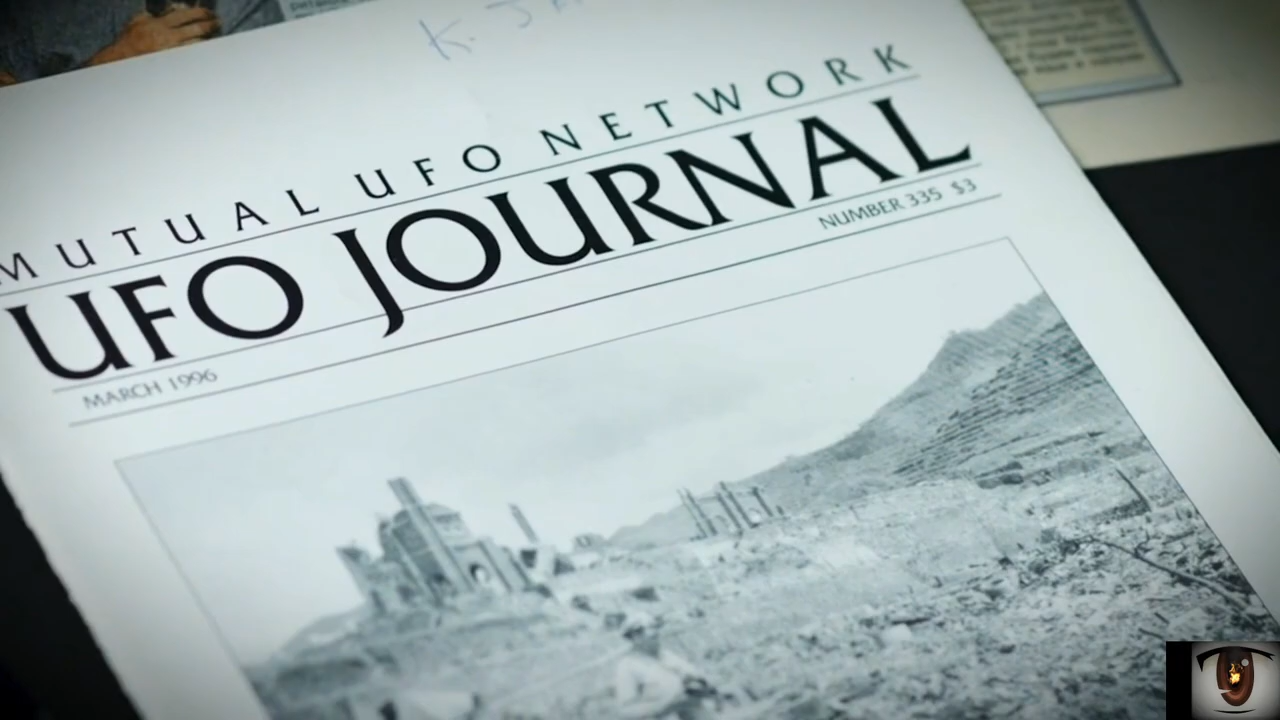 MUTUAL UFO NETWORK
UFO JOURNAL
MARCH 1996
NUMBER 335 $3